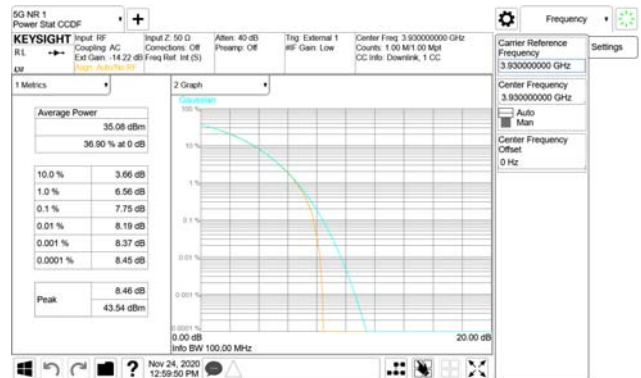 5G NR 1
Power Stat CCDF
Frequency
KEYSIGHT
RL
Input: RF
Coupling: AC
Ext Gain: -14.22 dB
Align: Auto/No RF
Input Z: 50 Ω
Corrections: Off
Freq Ref: Int (S)
Atten: 40 dB
Preamp: Off
Trig: External 1
#IF Gain: Low
Center Freq: 3.930000000 GHz
Counts: 1.00 M/1.00 Mpt
CC Info: Downlink, 1 CC
Carrier Reference
Frequency
3.930000000 GHz
Settings
Center Frequency
3.930000000 GHz
Auto
Man
Center Frequency
Offset
0 Hz
1 Metrics
Average Power
35.08 dBm
36.90 % at 0 dB
10.0 % 3.66 dB
1.0 % 6.56 dB
0.1 % 7.75 dB
0.01 % 8.19 dB
0.001 % 8.37 dB
0.0001 % 8.45 dB
Peak
8.46 dB
43.54 dBm
2 Graph
Gaussian
100 %
10 %
1 %
0.1 %
0.01 %
0.001 %
0.0001 %
0.00 dB
20.00 dB
Info BW 100.00 MHz
?
Nov 24, 2020
12:59:50 PM